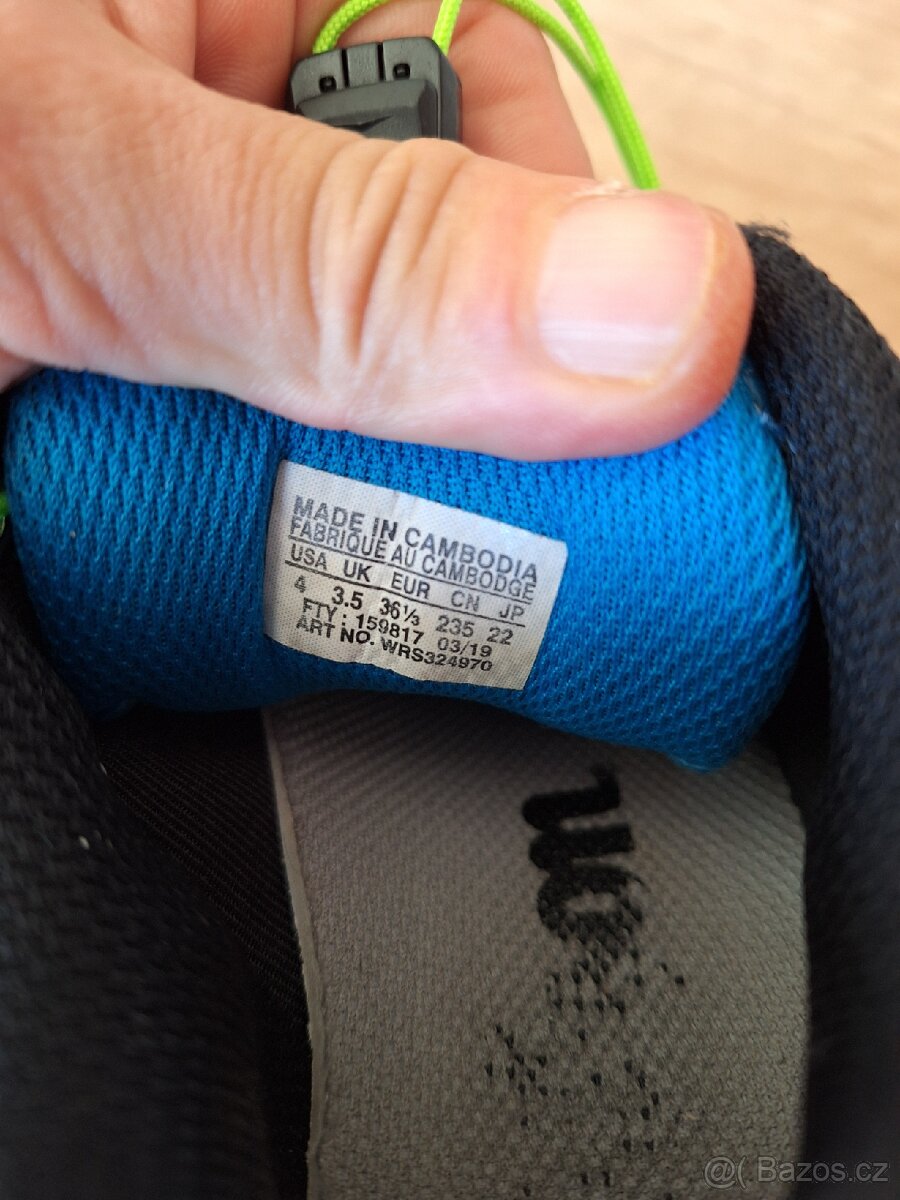 MADE IN CAMBODIA
FABRIQUE AU CAMBODGE
USA UK EUR CN JP
4 3.5 36⅓ 235 22
FTY : 159817 03/19
ART NO. WRS324970
@( Bazos.cz